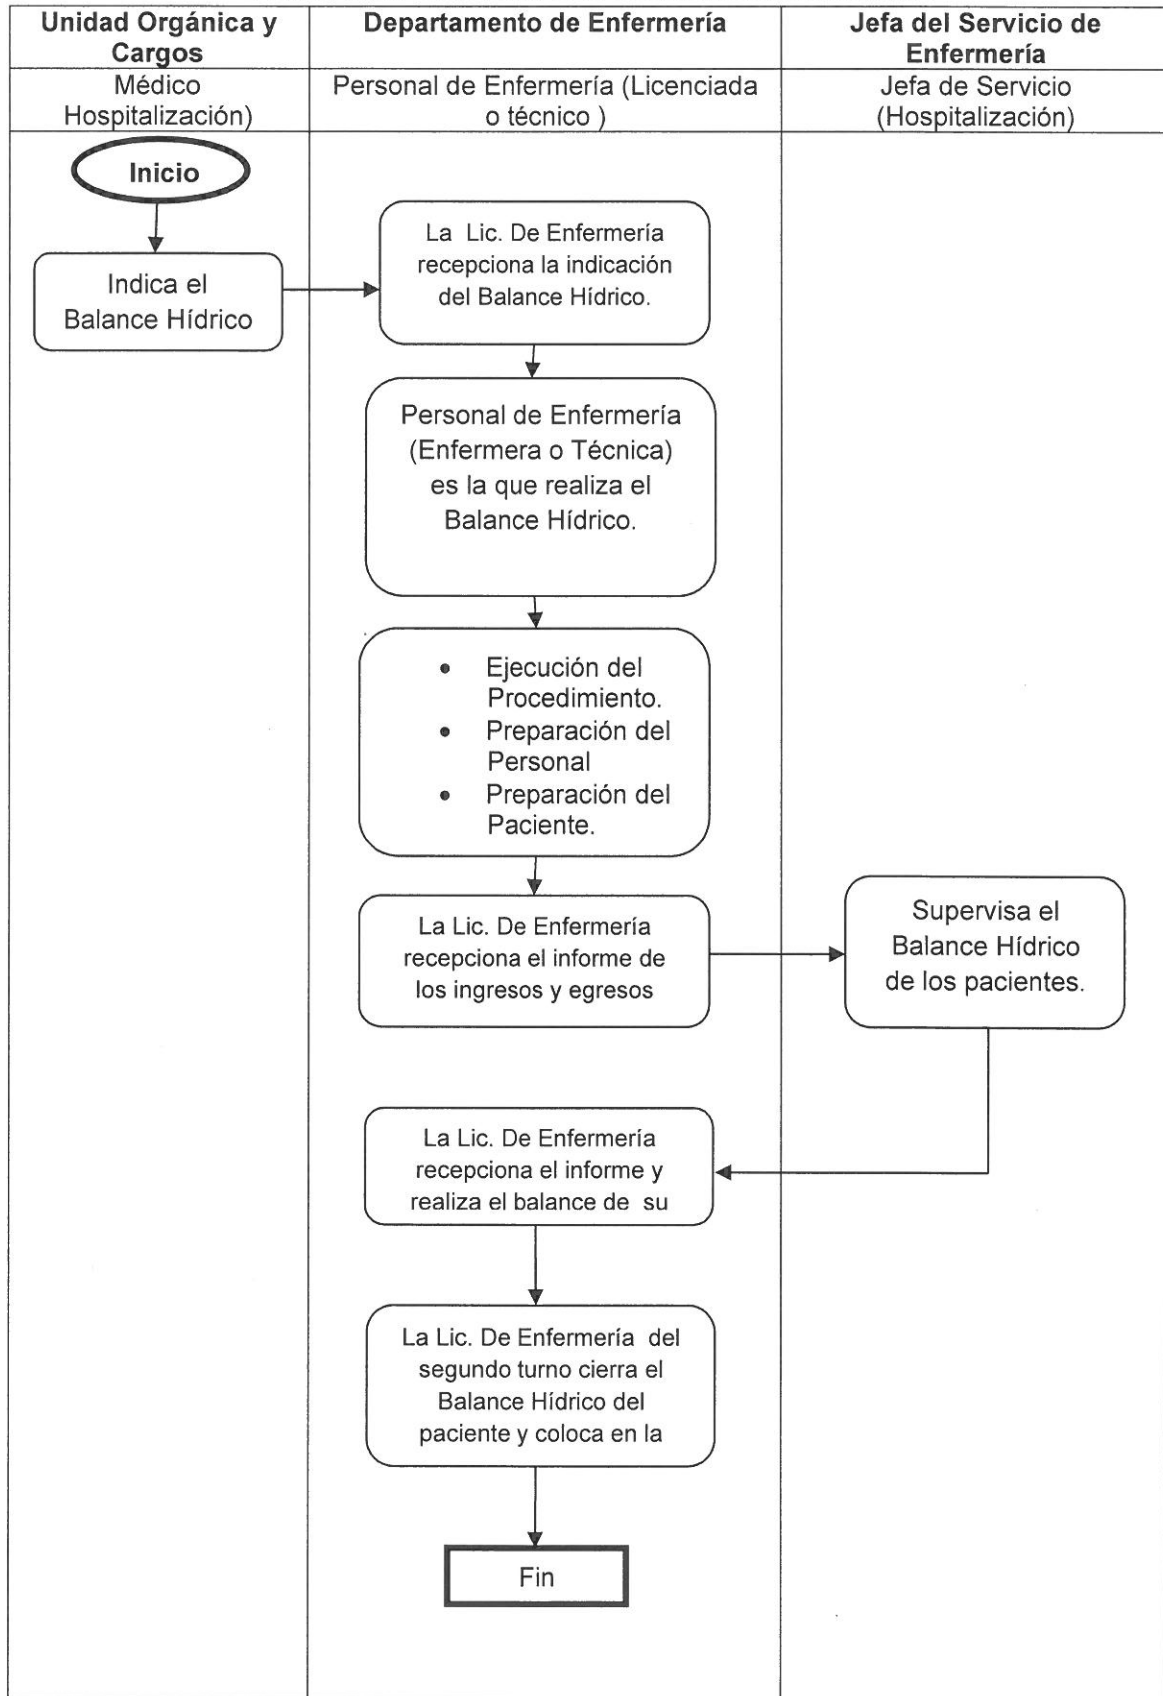 Unidad Orgánica y
Cargos
Departamento de Enfermería
Jefa del Servicio de
Enfermería
Médico
Hospitalización)
Personal de Enfermería (Licenciada
o técnico )
Jefa de Servicio
(Hospitalización)
Inicio
Indica el
Balance Hídrico
La Lic. De Enfermería
recepciona la indicación
del Balance Hídrico.
Personal de Enfermería
(Enfermera o Técnica)
es la que realiza el
Balance Hídrico.
• Ejecución del
Procedimiento.
• Preparación del
Personal
• Preparación del
Paciente.
La Lic. De Enfermería
recepciona el informe de
los ingresos y egresos
Supervisa el
Balance Hídrico
de los pacientes.
La Lic. De Enfermería
recepciona el informe y
realiza el balance de su
La Lic. De Enfermería del
segundo turno cierra el
Balance Hídrico del
paciente y coloca en la
Fin